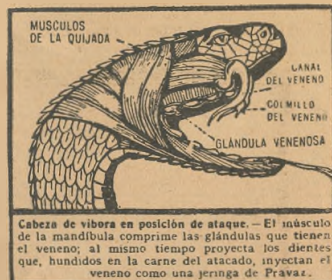 MUSCULOS
DE LA QUIJADA
CANAL
DEL VENENO
COLMILLO
DEL VENENO
GLANDULA VENENOSA
Cabeza de víbora en posición de ataque. — El músculo
de la mandíbula comprime las glándulas que tienen
el veneno; al mismo tiempo proyecta los dientes
que, hundidos en la carne del atacado, inyectan el
veneno como una jeringa de Pravaz.